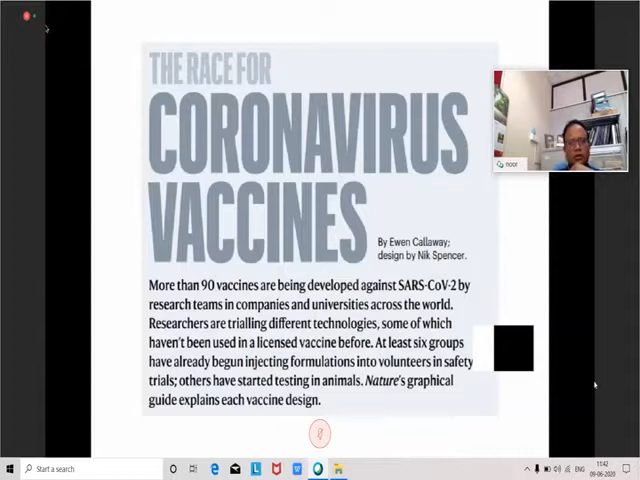 THE RACE FOR
CORONAVIRUS
VACCINES
By Ewen Callaway;
design by Nik Spencer.
More than 90 vaccines are being developed against SARS-CoV-2 by
research teams in companies and universities across the world.
Researchers are trialling different technologies, some of which
haven't been used in a licensed vaccine before. At least six groups
have already begun injecting formulations into volunteers in safety
trials; others have started testing in animals. Nature's graphical
guide explains each vaccine design.
noor
Start a search
ENG
11:42
09-06-2020